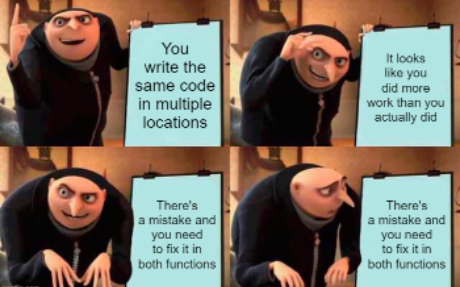 You
write the
same code
in multiple
locations
It looks
like you
did more
work than you
actually did
There's
a mistake and
you need
to fix it in
both functions
There's
a mistake and
you need
to fix it in
both functions